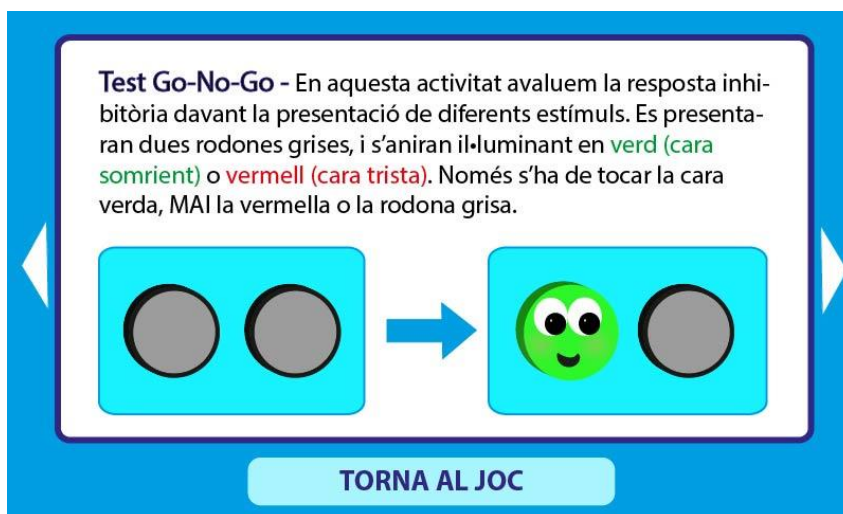 Test Go-No-Go - En aquesta activitat avaluem la resposta inhi-
bitòria davant la presentació de diferents estímuls. Es presenta-
ran dues rodones grises, i s'aniran il•luminant en verd (cara
somrient) o vermell (cara trista). Només s'ha de tocar la cara
verda, MAI la vermella o la rodona grisa.
TORNA AL JOC